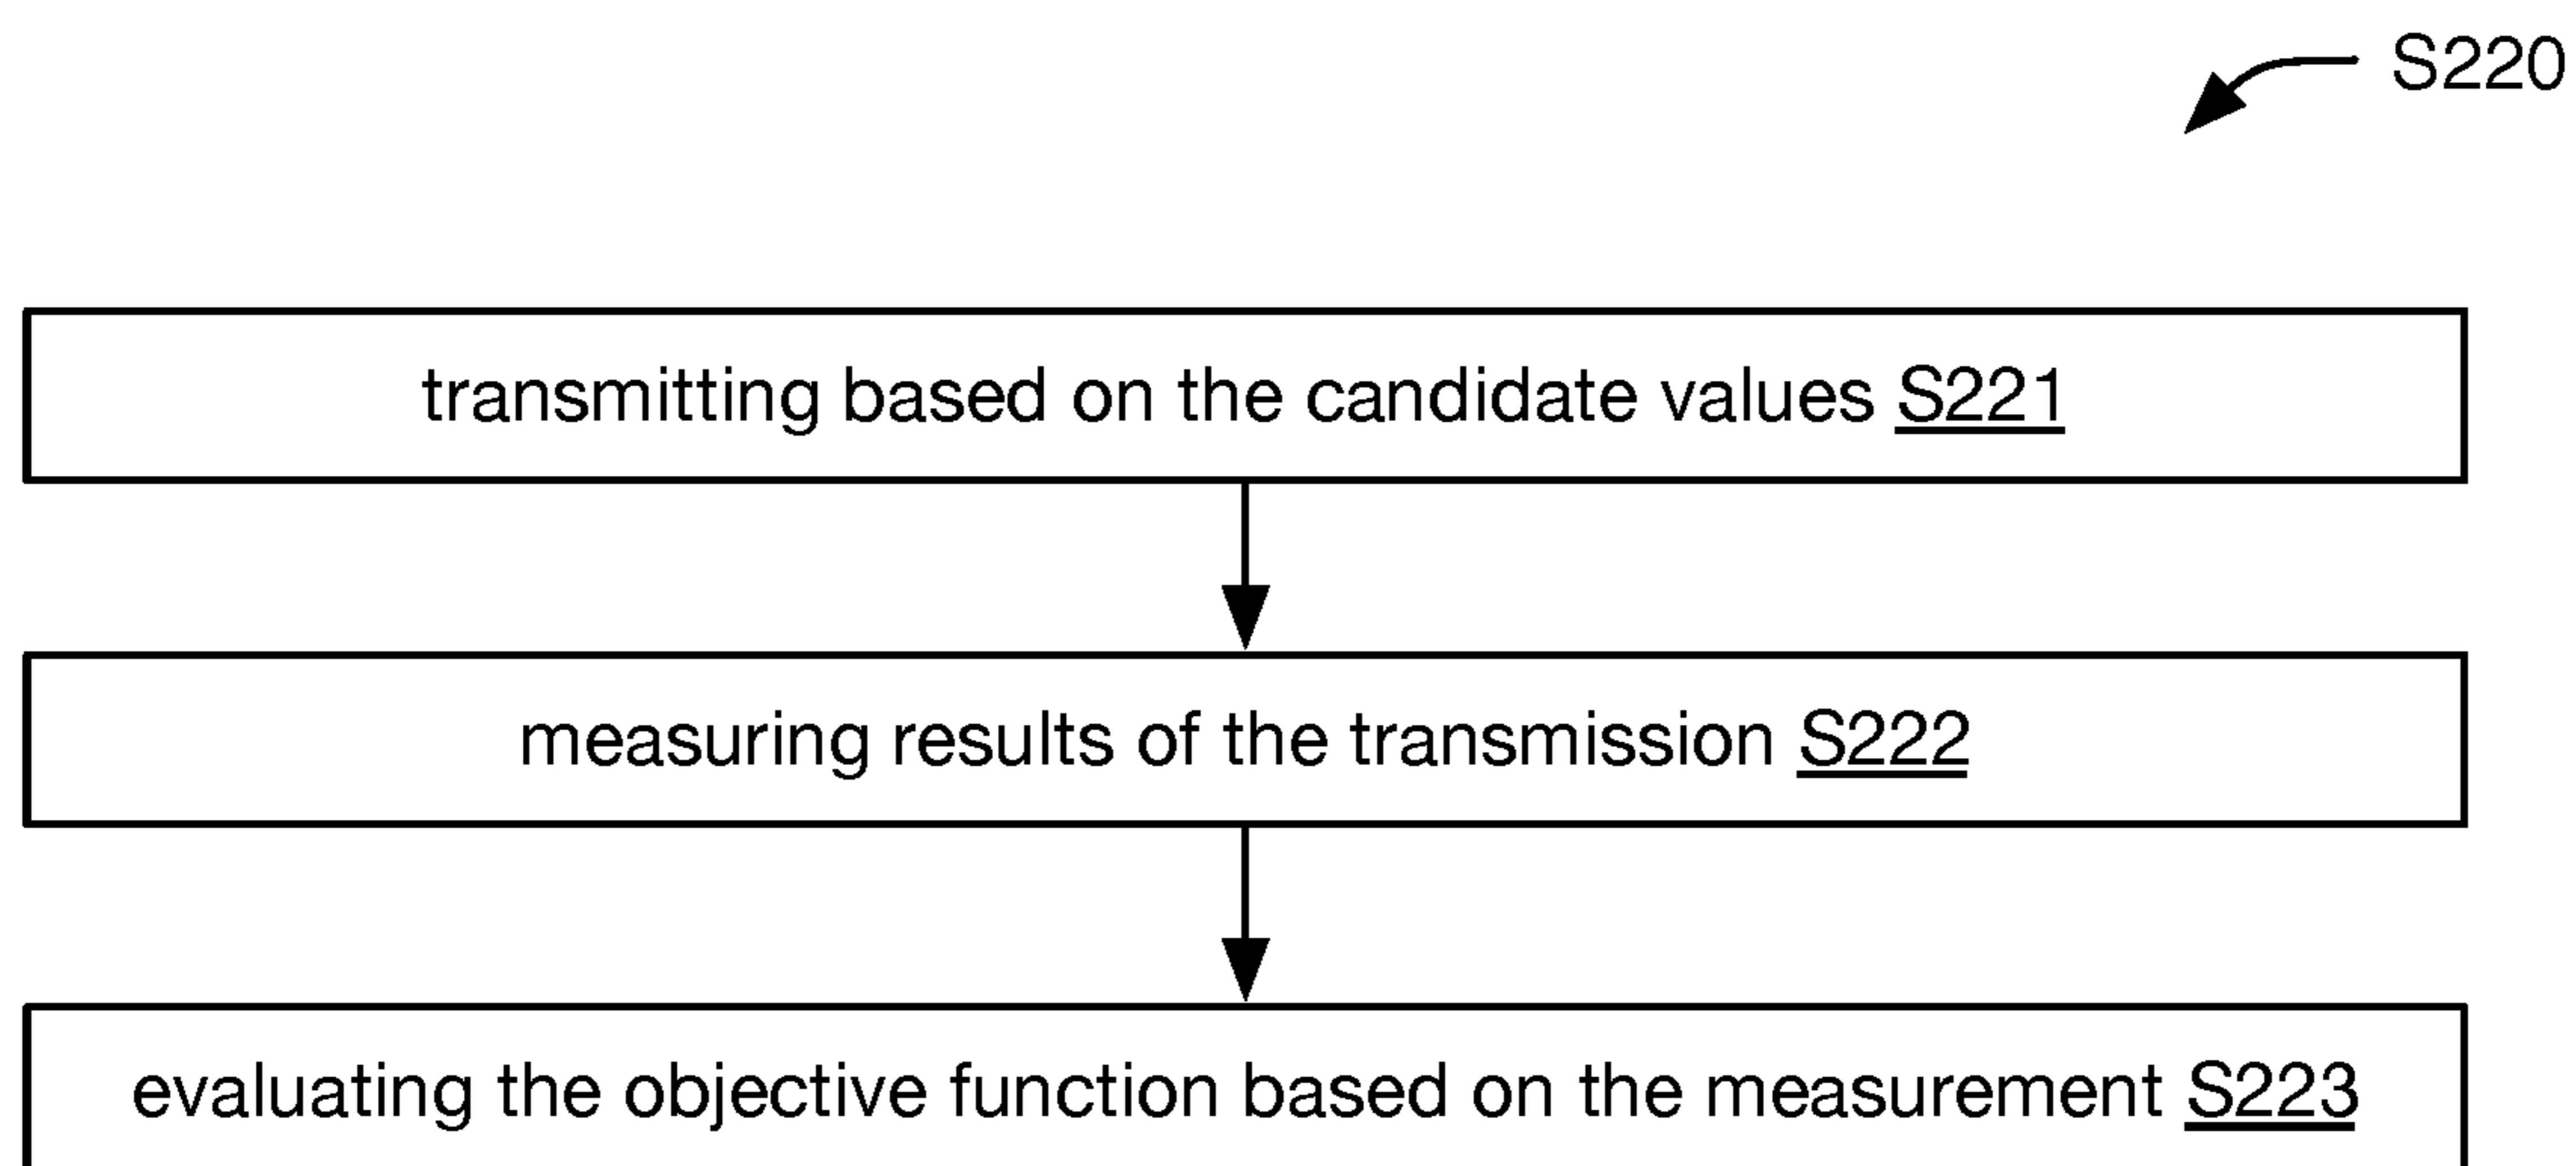 S220
transmitting based on the candidate values S221
measuring results of the transmission S222
evaluating the objective function based on the measurement S223